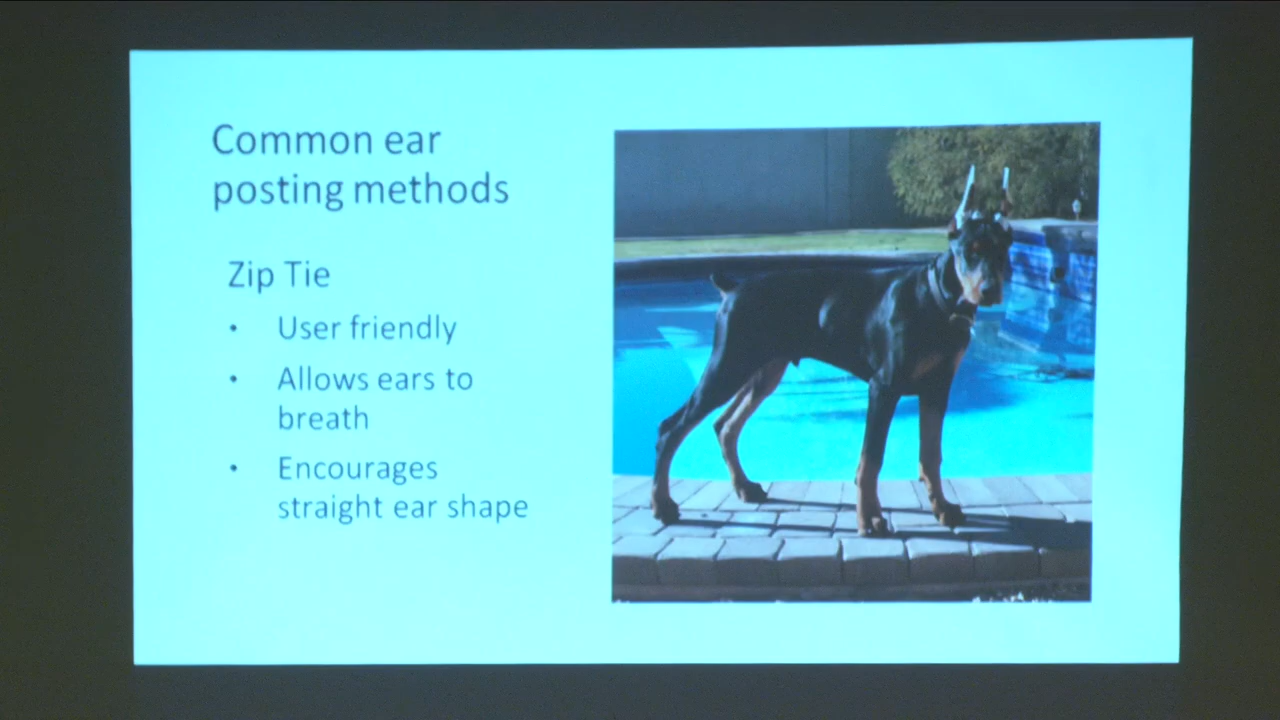 Common ear
posting methods
Zip Tie
• User friendly
• Allows ears to
breath
• Encourages
straight ear shape